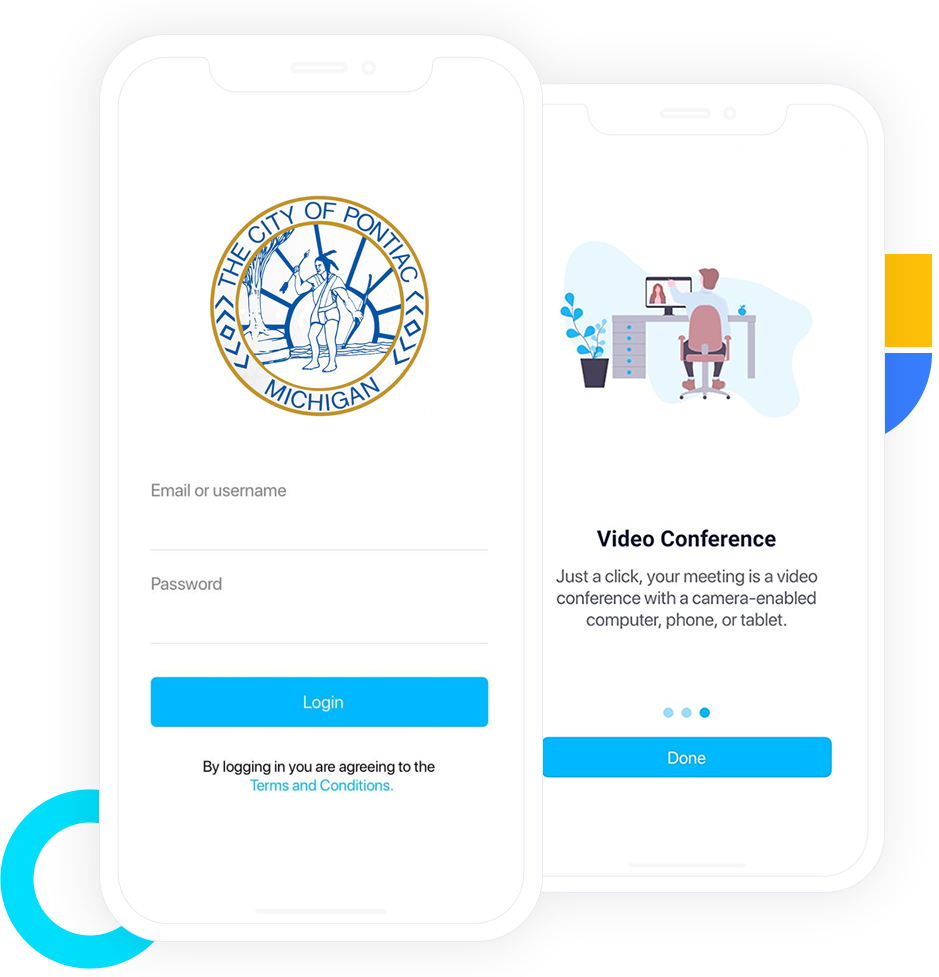 THE CITY OF PONTIAC
MICHIGAN
Email or username
Password
Login
By logging in you are agreeing to the
Terms and Conditions.
Video Conference
Just a click, your meeting is a video
conference with a camera-enabled
computer, phone, or tablet.
Done